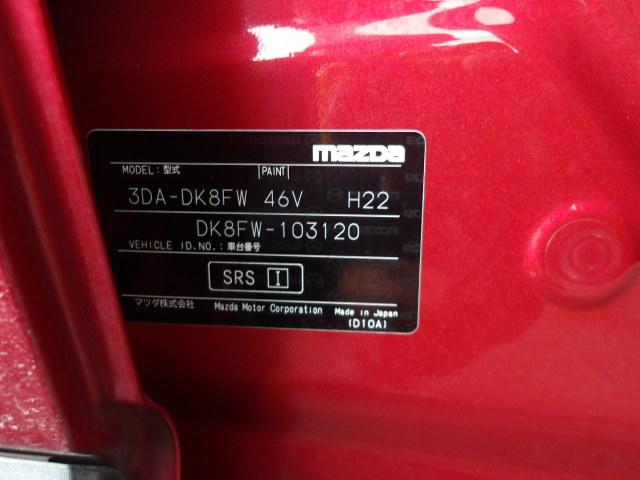 mazda
MODEL: 型式 PAINT
3DA-DK8FW 46V H22
DK8FW-103120
VEHICLE ID.NO.: 車台番号
SRS I
マツダ株式会社 Mazda Motor Corporation Made in Japan
(D10A)